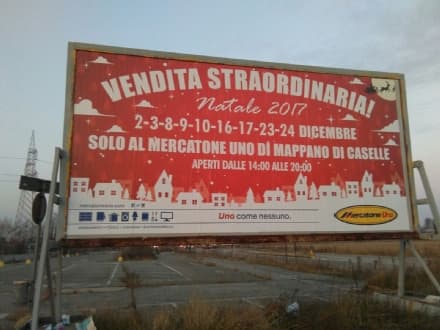 VENDITA STRAORDINARIA!
Natale 2017
2-3-8-9-10-16-17-23-24 DICEMBRE
SOLO AL MERCATONE UNO DI MAPPANO DI CASELLE
APERTI DALLE 14:00 ALLE 20:00
Uno come nessuno.
Mercatone Uno